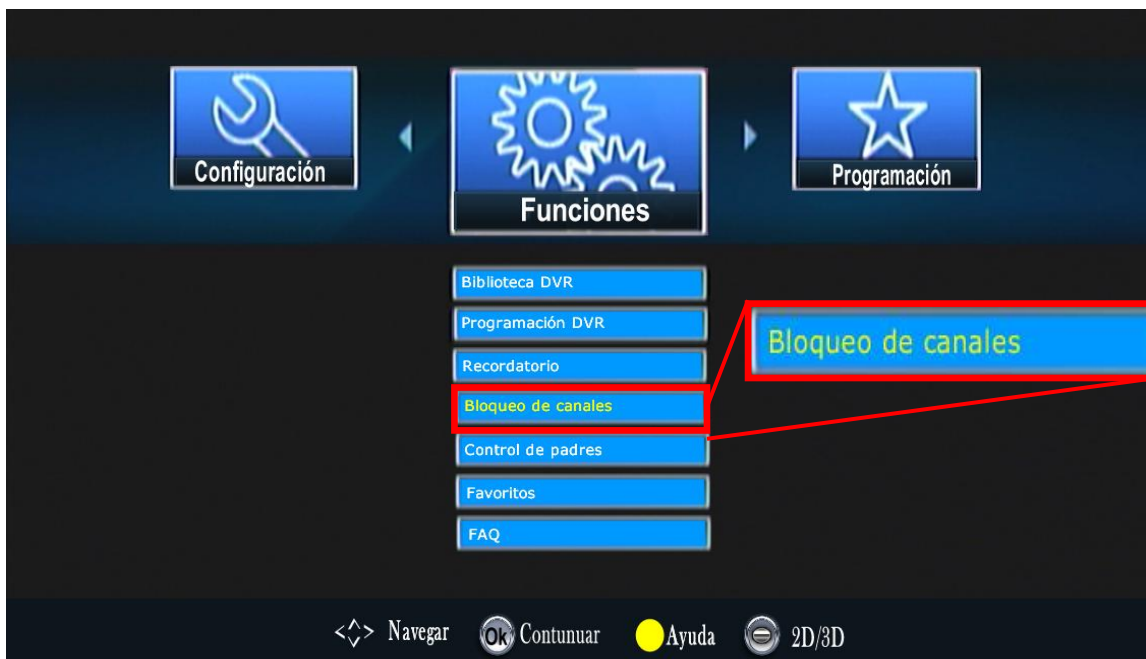 Configuración
Funciones
Programación
Biblioteca DVR
Programación DVR
Recordatorio
Bloqueo de canales
Bloqueo de canales
Control de padres
Favoritos
FAQ
Navegar Ok Contunuar Ayuda 2D/3D